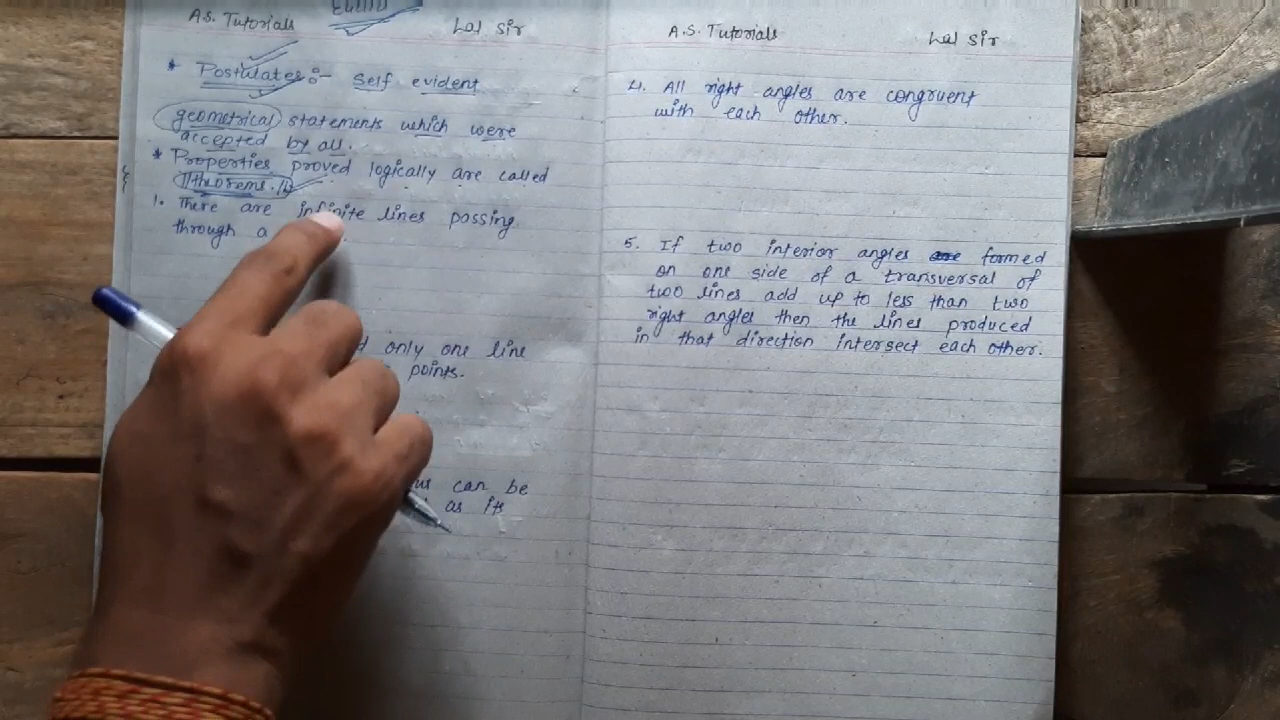 A.S. Tutorials
Euclid
Lal Sir
* Postulates :- Self evident
geometrical statements which were
accepted by all.
* Properties proved logically are called
Theorems.
1. There are infinite lines passing
through a
only one line
points.
can be
as its
A.S. Tutorials
Lal Sir
4. All right angles are congruent
with each other.
5. If two interior angles are formed
on one side of a transversal of
two lines add up to less than two
right angles then the lines produced
in that direction intersect each other.